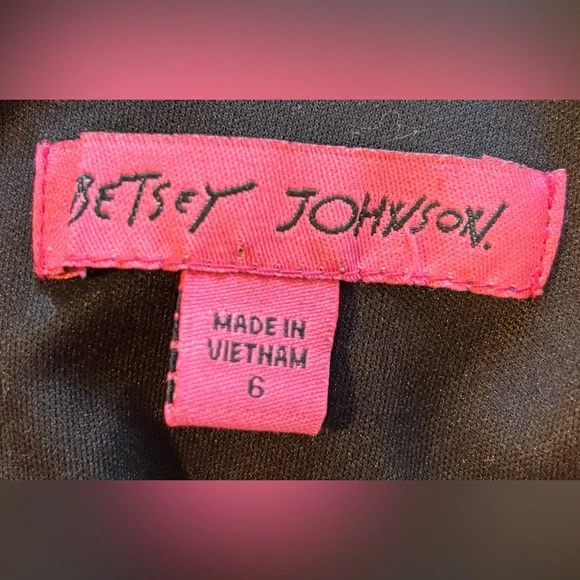 BETSEY JOHNSON.
MADE IN
VIETNAM
6